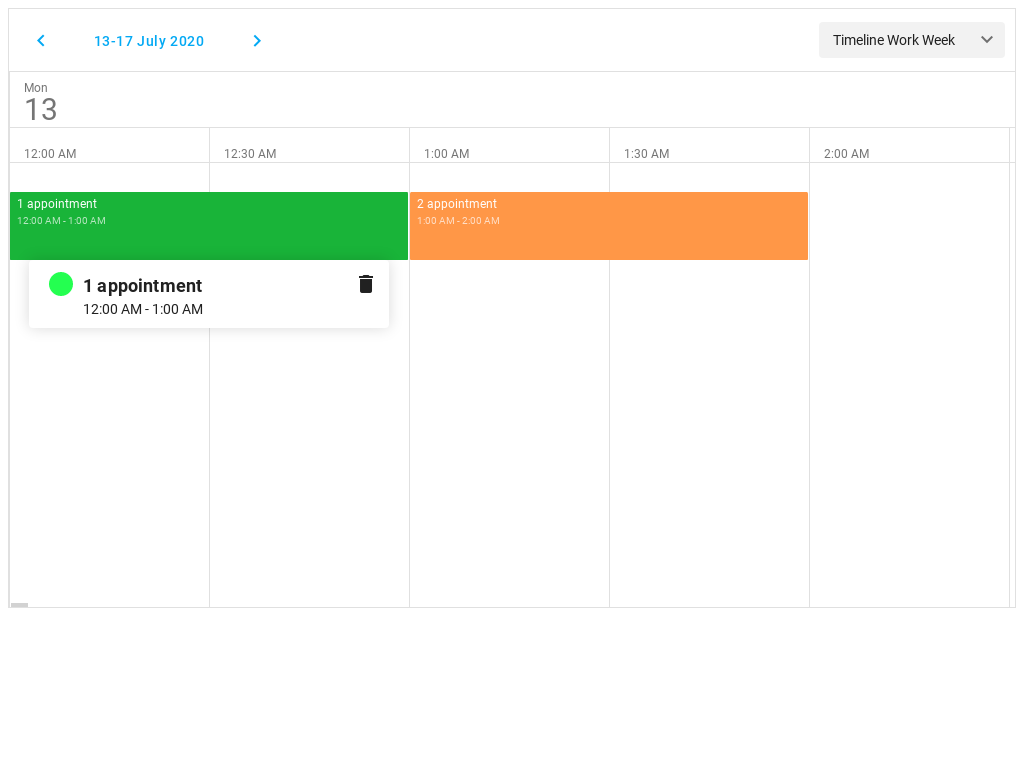 13-17 July 2020
Timeline Work Week
Mon
13
12:00 AM
12:30 AM
1:00 AM
1:30 AM
2:00 AM
1 appointment
12:00 AM - 1:00 AM
2 appointment
1:00 AM - 2:00 AM
1 appointment
12:00 AM - 1:00 AM